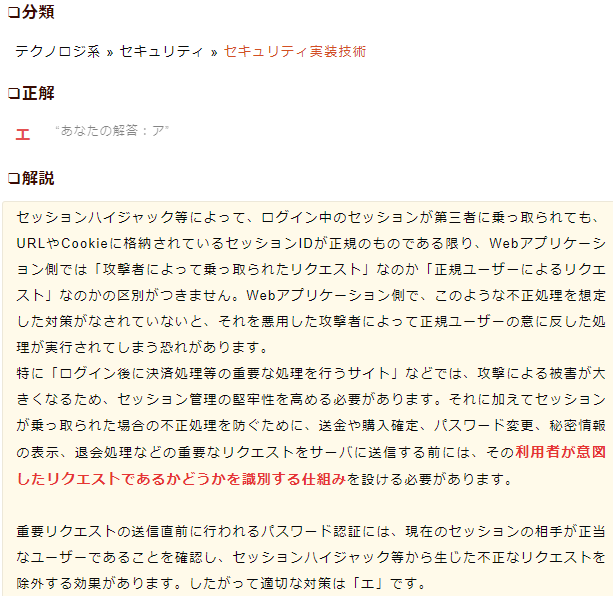 ❏分類
テクノロジ系 » セキュリティ » セキュリティ実装技術
❏正解
エ
“あなたの解答：ア”
❏解説
セッションハイジャック等によって、ログイン中のセッションが第三者に乗っ取られても、
URLやCookieに格納されているセッションIDが正規のものである限り、Webアプリケーシ
ョン側では「攻撃者によって乗っ取られたリクエスト」なのか「正規ユーザーによるリクエ
スト」なのかの区別がつきません。Webアプリケーション側で、このような不正処理を想定
した対策がなされていないと、それを悪用した攻撃者によって正規ユーザーの意に反した処
理が実行されてしまう恐れがあります。
特に「ログイン後に決済処理等の重要な処理を行うサイト」などでは、攻撃による被害が大
きくなるため、セッション管理の堅牢性を高める必要があります。それに加えてセッション
が乗っ取られた場合の不正処理を防ぐために、送金や購入確定、パスワード変更、秘密情報
の表示、退会処理などの重要なリクエストをサーバに送信する前には、その利用者が意図
したリクエストであるかどうかを識別する仕組みを設ける必要があります。
重要リクエストの送信直前に行われるパスワード認証には、現在のセッションの相手が正当
なユーザーであることを確認し、セッションハイジャック等から生じた不正なリクエストを
除外する効果があります。したがって適切な対策は「エ」です。